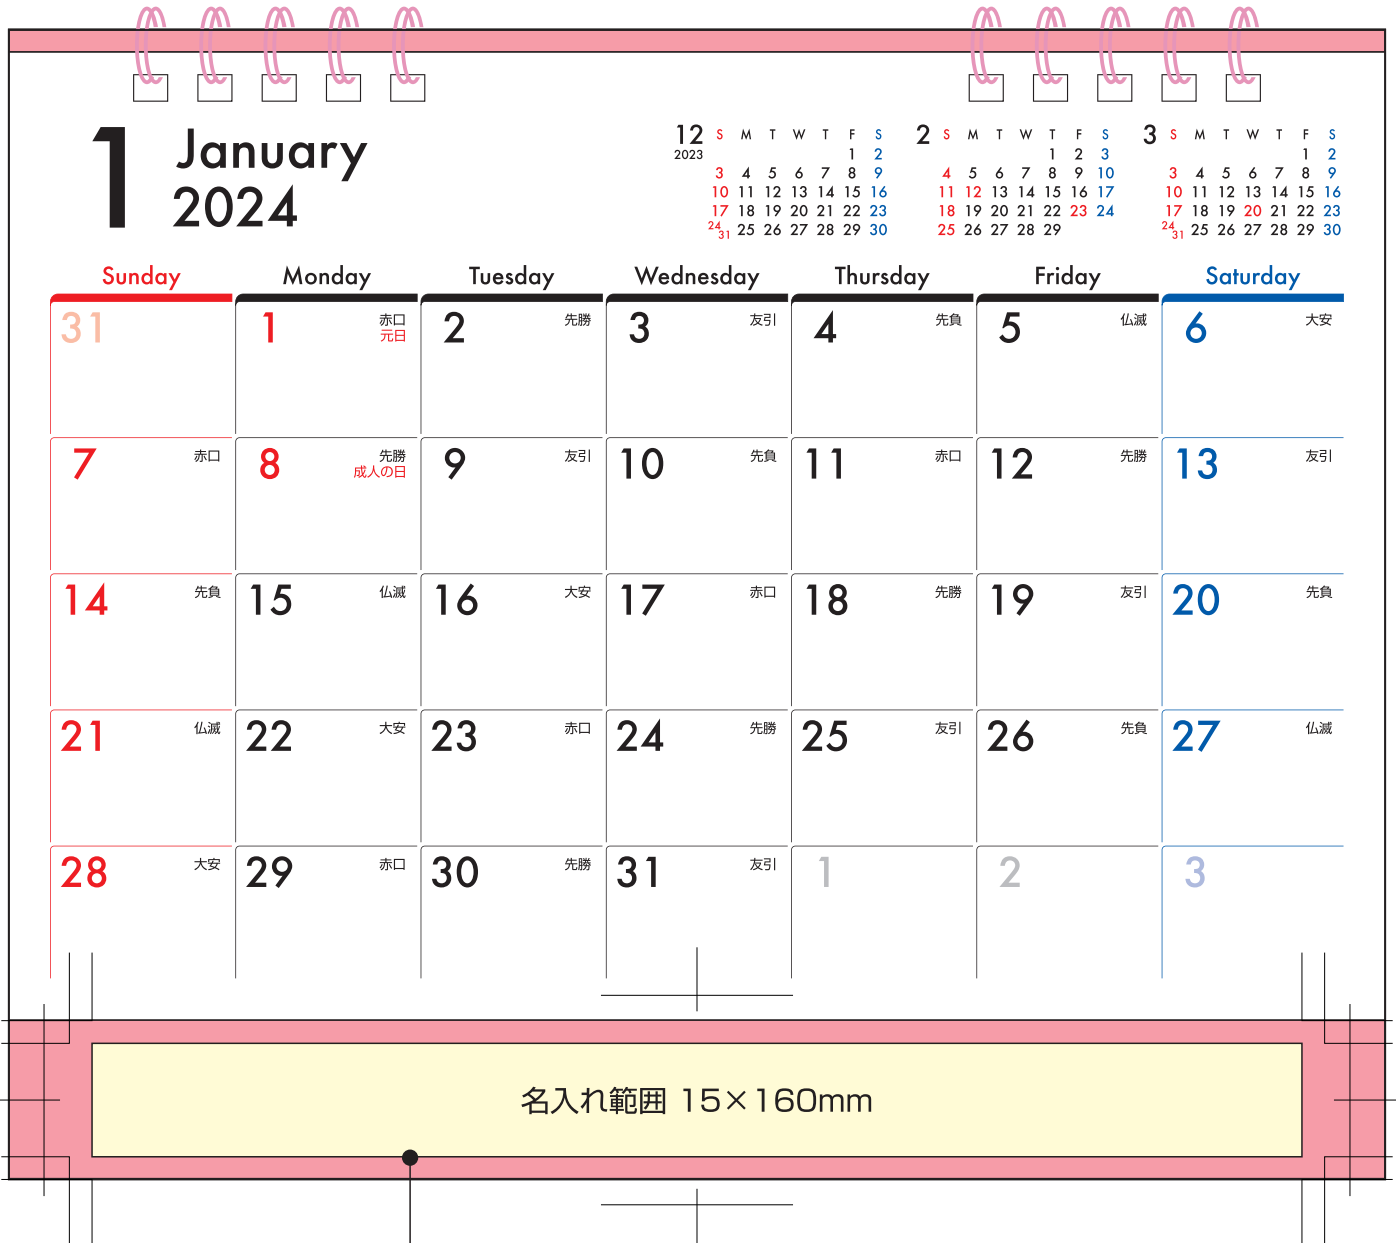 1 January
2024
12 S M T W T F S
2023 1 2
3 4 5 6 7 8 9
10 11 12 13 14 15 16
17 18 19 20 21 22 23
24/31 25 26 27 28 29 30
2 S M T W T F S
1 2 3
4 5 6 7 8 9 10
11 12 13 14 15 16 17
18 19 20 21 22 23 24
25 26 27 28 29
3 S M T W T F S
1 2
3 4 5 6 7 8 9
10 11 12 13 14 15 16
17 18 19 20 21 22 23
24/31 25 26 27 28 29 30
Sunday Monday Tuesday Wednesday Thursday Friday Saturday
31 1 赤口 2 先勝 3 友引 4 先負 5 仏滅 6 大安
元日
7 赤口 8 先勝 9 友引 10 先負 11 赤口 12 先勝 13 友引
成人の日
14 先負 15 仏滅 16 大安 17 赤口 18 先勝 19 友引 20 先負
21 仏滅 22 大安 23 赤口 24 先勝 25 友引 26 先負 27 仏滅
28 大安 29 赤口 30 先勝 31 友引 1 2 3
名入れ範囲 15×160mm